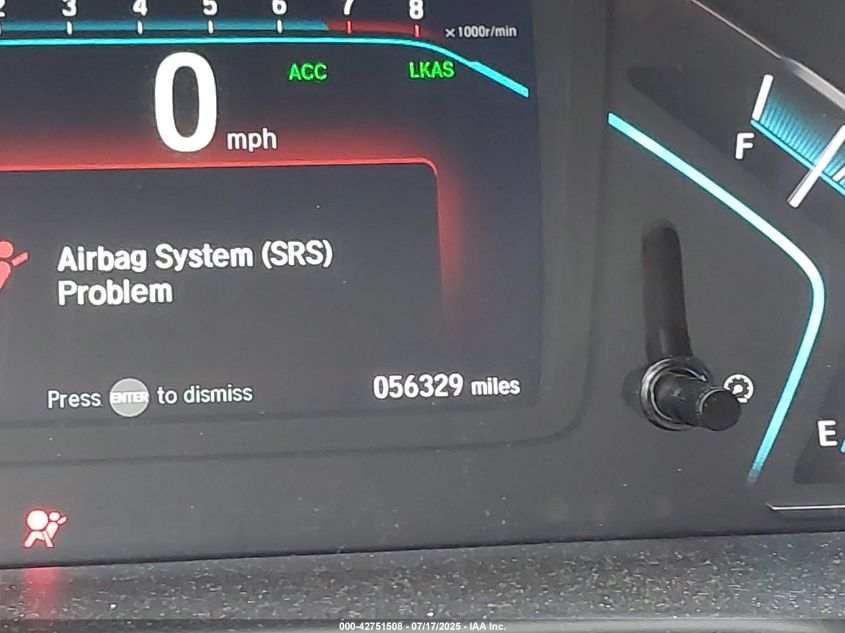 3 4 5 6 7 8
×1000r/min
0 mph
ACC LKAS
F
Airbag System (SRS)
Problem
Press ENTER to dismiss
056329 miles
E
000-42751508 - 07/17/2025 - IAA Inc.